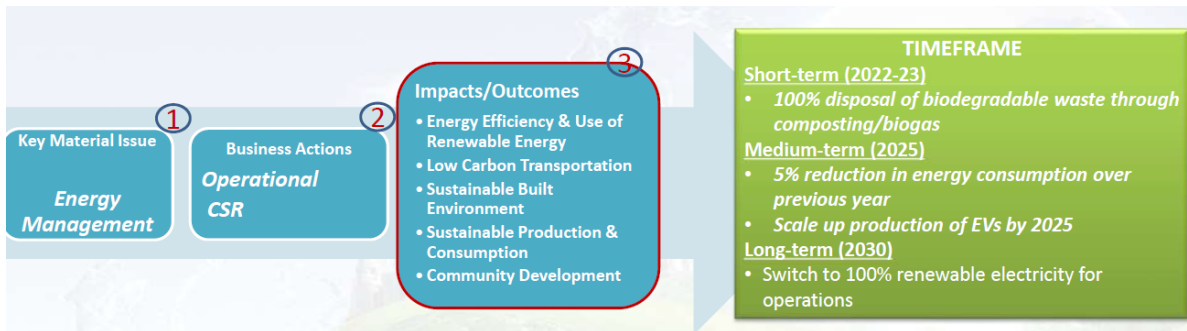 1
Key Material Issue
Energy
Management
2
Business Actions
Operational
CSR
3
Impacts/Outcomes
• Energy Efficiency & Use of
Renewable Energy
• Low Carbon Transportation
• Sustainable Built
Environment
• Sustainable Production &
Consumption
• Community Development
TIMEFRAME
Short-term (2022-23)
• 100% disposal of biodegradable waste through
composting/biogas
Medium-term (2025)
• 5% reduction in energy consumption over
previous year
• Scale up production of EVs by 2025
Long-term (2030)
• Switch to 100% renewable electricity for
operations